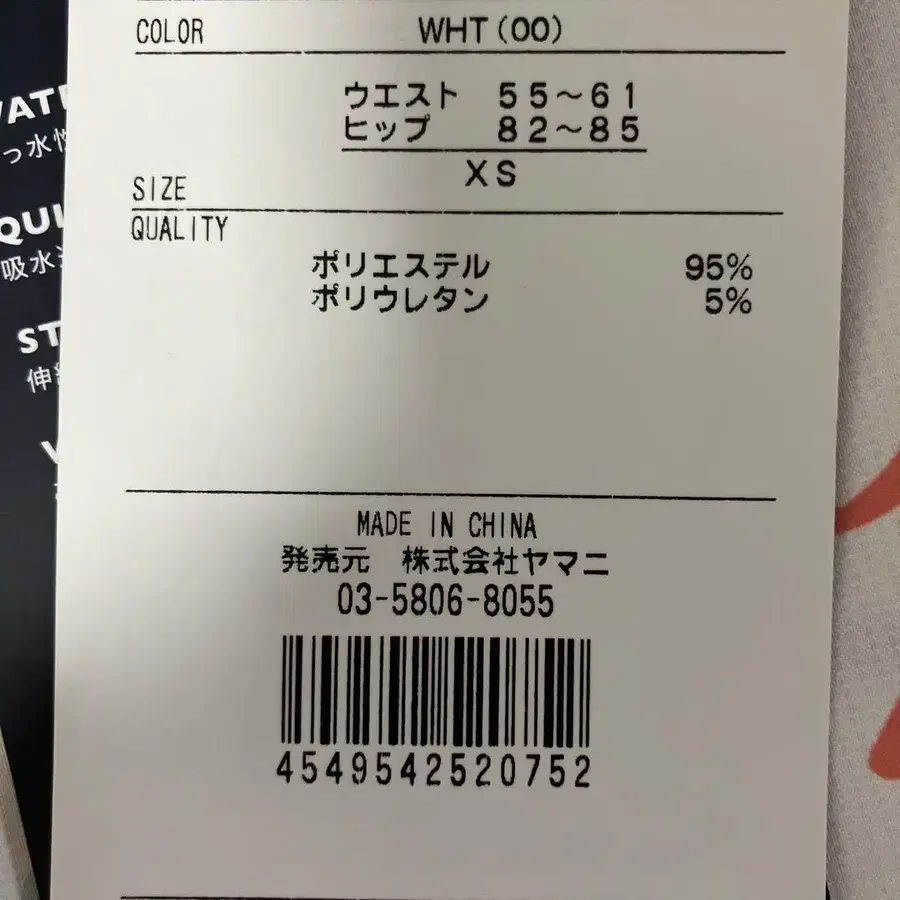 COLOR WHT(00)
ウエスト 55～61
ヒップ 82～85
SIZE XS
QUALITY
ポリエステル 95%
ポリウレタン 5%
MADE IN CHINA
発売元 株式会社ヤマニ
03-5806-8055
4549542520752